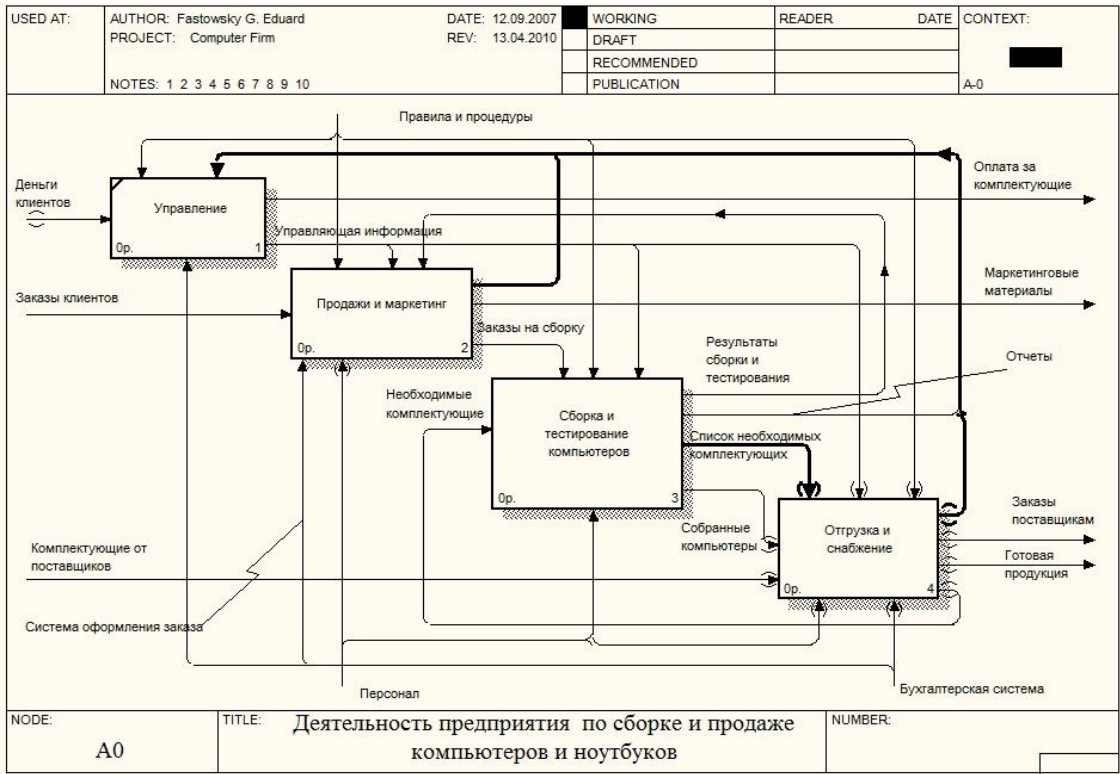 USED AT:
AUTHOR: Fastowsky G. Eduard
DATE: 12.09.2007
WORKING
READER
DATE
CONTEXT:
PROJECT: Computer Firm
REV: 13.04.2010
DRAFT
RECOMMENDED
NOTES: 1 2 3 4 5 6 7 8 9 10
PUBLICATION
A-0
Правила и процедуры
Деньги
клиентов
Управление
0р.
1
Оплата за
комплектующие
Управляющая информация
Заказы клиентов
Продажи и маркетинг
0р.
2
Маркетинговые
материалы
Заказы на сборку
Результаты
сборки и
тестирования
Отчеты
Необходимые
комплектующие
Сборка и
тестирование
компьютеров
0р.
3
Список необходимых
комплектующих
Собранные
компьютеры
Отгрузка и
снабжение
0р.
4
Заказы
поставщикам
Готовая
продукция
Комплектующие от
поставщиков
Система оформления заказа
Персонал
Бухгалтерская система
NODE:
A0
TITLE:
Деятельность предприятия по сборке и продаже
компьютеров и ноутбуков
NUMBER: